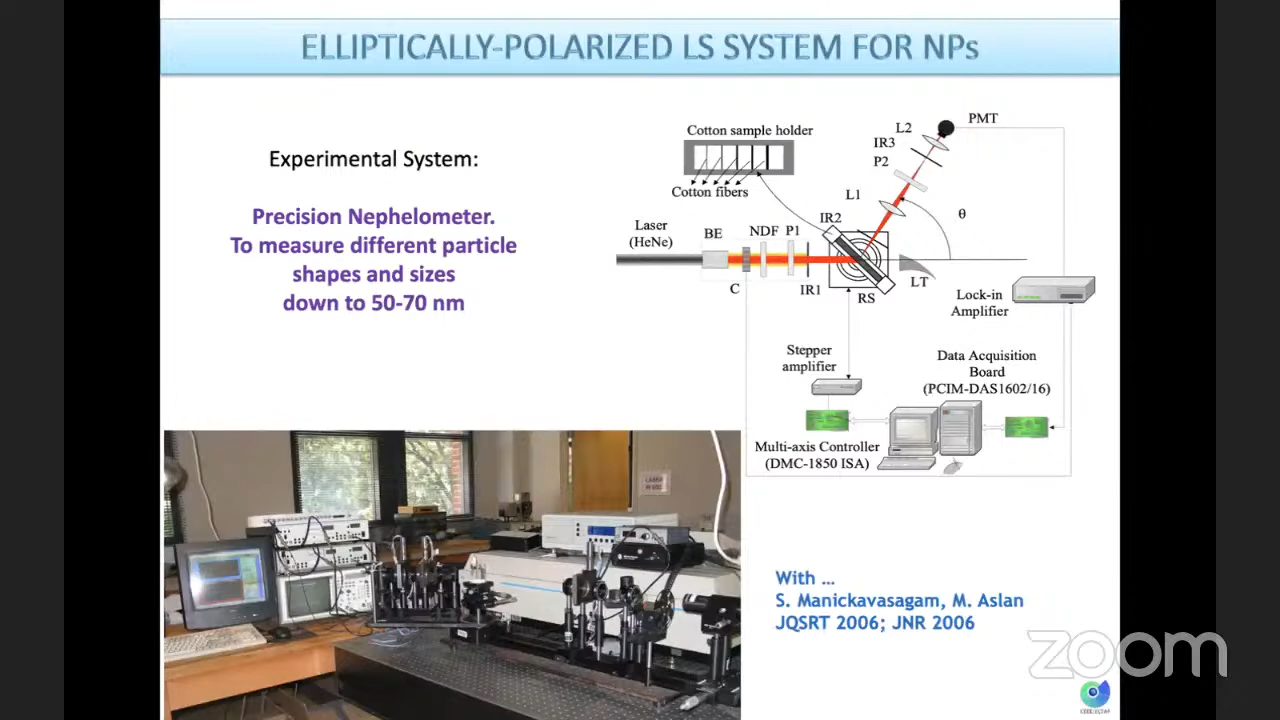 ELLIPTICALLY-POLARIZED LS SYSTEM FOR NPs
Experimental System:
Precision Nephelometer.
To measure different particle
shapes and sizes
down to 50-70 nm
Cotton sample holder
Cotton fibers
Laser
(HeNe)
BE
C
NDF
P1
IR1
IR2
RS
LT
L1
P2
IR3
L2
PMT
θ
Lock-in
Amplifier
Stepper
amplifier
Data Acquisition
Board
(PCIM-DAS1602/16)
Multi-axis Controller
(DMC-1850 ISA)
With …
S. Manickavasagam, M. Aslan
JQSRT 2006; JNR 2006
zoom